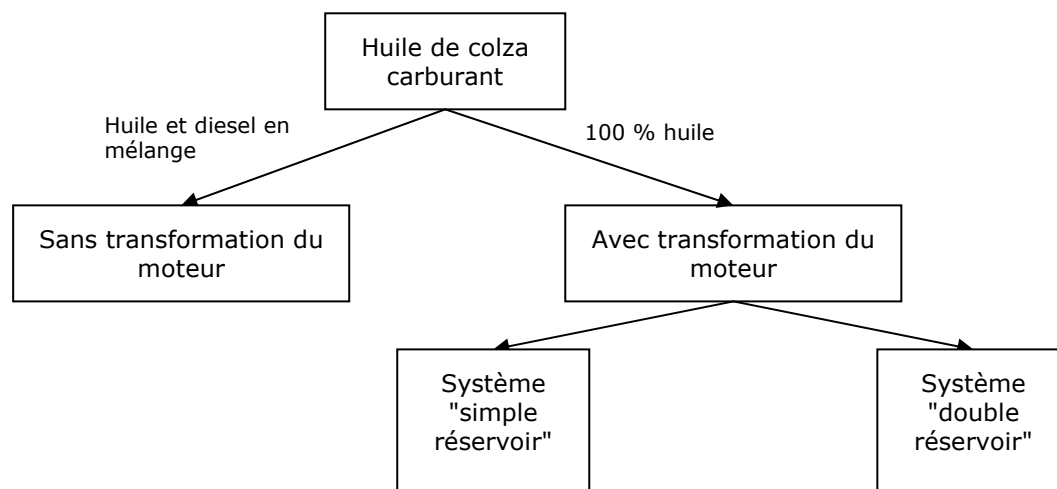 Huile de colza
carburant
Huile et diesel en
mélange
100 % huile
Sans transformation du
moteur
Avec transformation du
moteur
Système
"simple
réservoir"
Système
"double
réservoir"